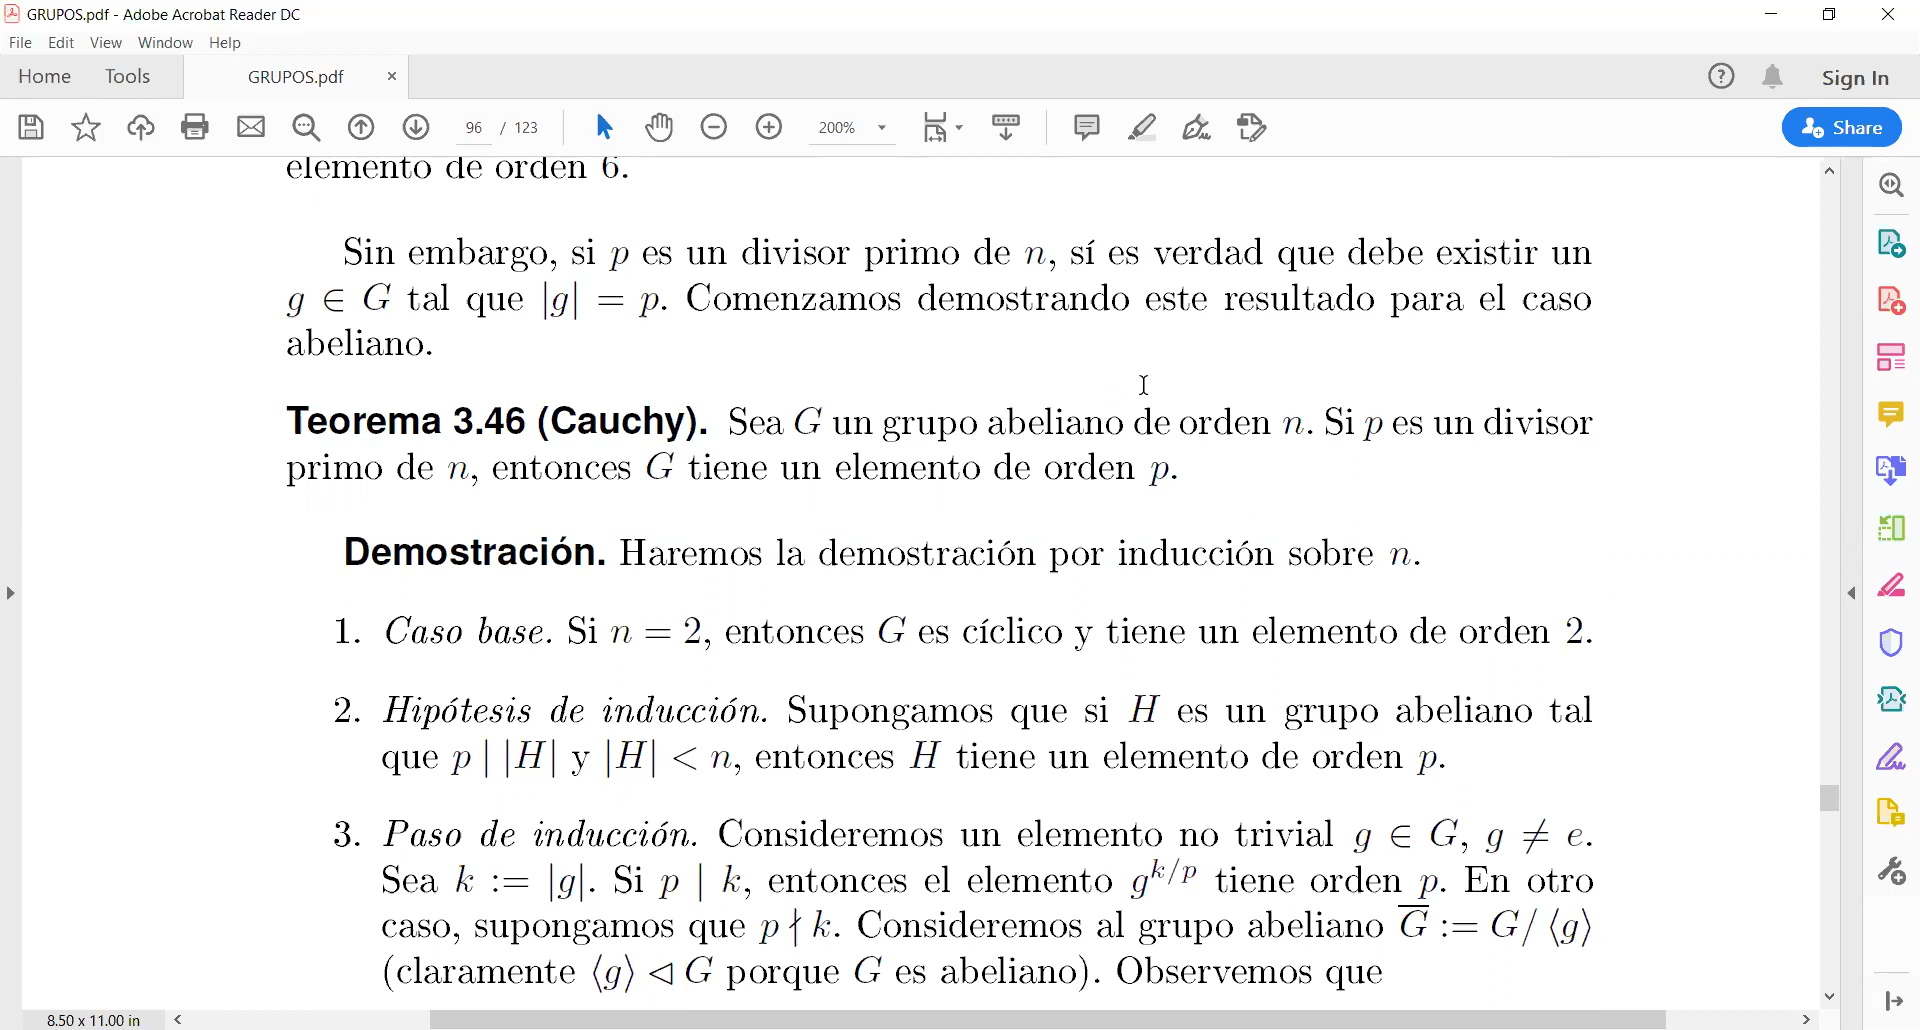 GRUPOS.pdf - Adobe Acrobat Reader DC
File Edit View Window Help
Home Tools GRUPOS.pdf × Sign In
96 / 123 200% Share
elemento de orden 6.
Sin embargo, si p es un divisor primo de n, sí es verdad que debe existir un
g ∈ G tal que |g| = p. Comenzamos demostrando este resultado para el caso
abeliano.
Teorema 3.46 (Cauchy). Sea G un grupo abeliano de orden n. Si p es un divisor
primo de n, entonces G tiene un elemento de orden p.
Demostración. Haremos la demostración por inducción sobre n.
1. Caso base. Si n = 2, entonces G es cíclico y tiene un elemento de orden 2.
2. Hipótesis de inducción. Supongamos que si H es un grupo abeliano tal
que p | |H| y |H| < n, entonces H tiene un elemento de orden p.
3. Paso de inducción. Consideremos un elemento no trivial g ∈ G, g ≠ e.
Sea k := |g|. Si p | k, entonces el elemento g^{k/p} tiene orden p. En otro
caso, supongamos que p ∤ k. Consideremos al grupo abeliano G̅ := G/ ⟨g⟩
(claramente ⟨g⟩ ◁ G porque G es abeliano). Observemos que
8.50 x 11.00 in